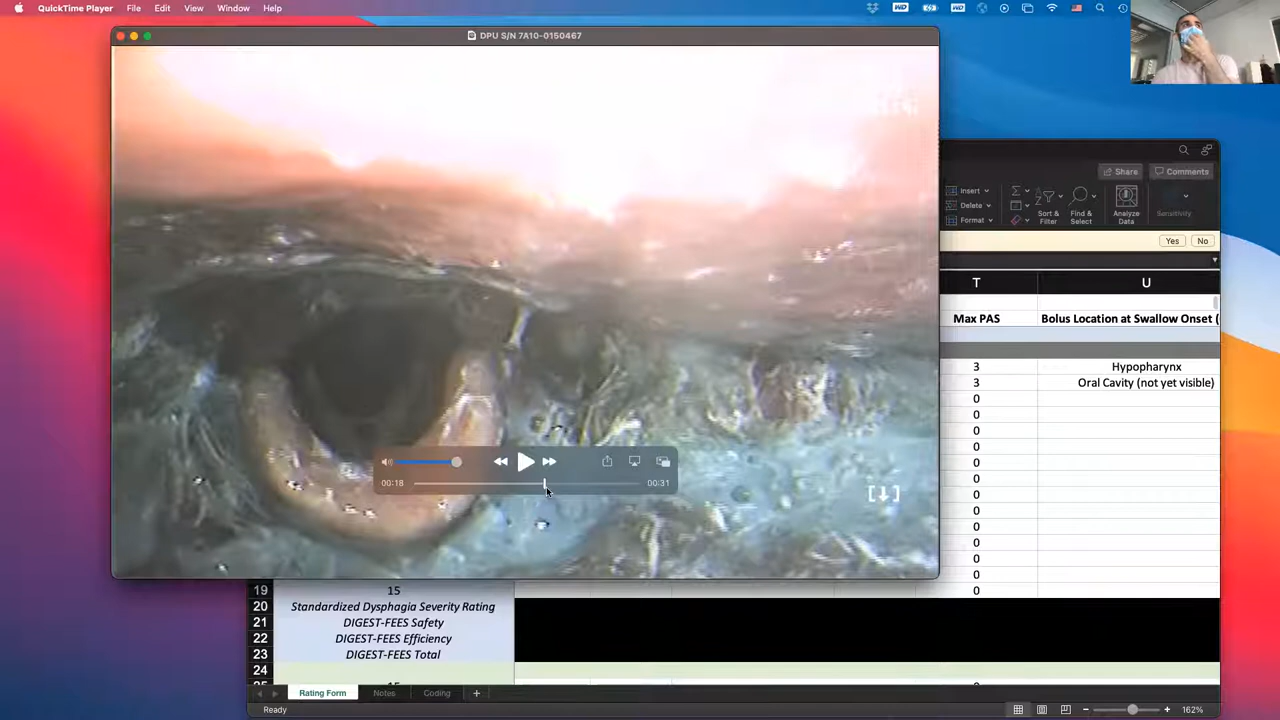 QuickTime Player File Edit View Window Help
DPU S/N 7A10-0150467
00:18 00:31
[↓]
Share Comments
Insert
Delete
Format
Sort & Filter
Find & Select
Analyze Data
Sensitivity
Yes No
T U
Max PAS Bolus Location at Swallow Onset (
3 Hypopharynx
3 Oral Cavity (not yet visible)
0
0
0
0
0
0
0
0
0
0
0
0
19 15 0
20 Standardized Dysphagia Severity Rating
21 DIGEST-FEES Safety
22 DIGEST-FEES Efficiency
23 DIGEST-FEES Total
24
Rating Form Notes Coding +
Ready 162%